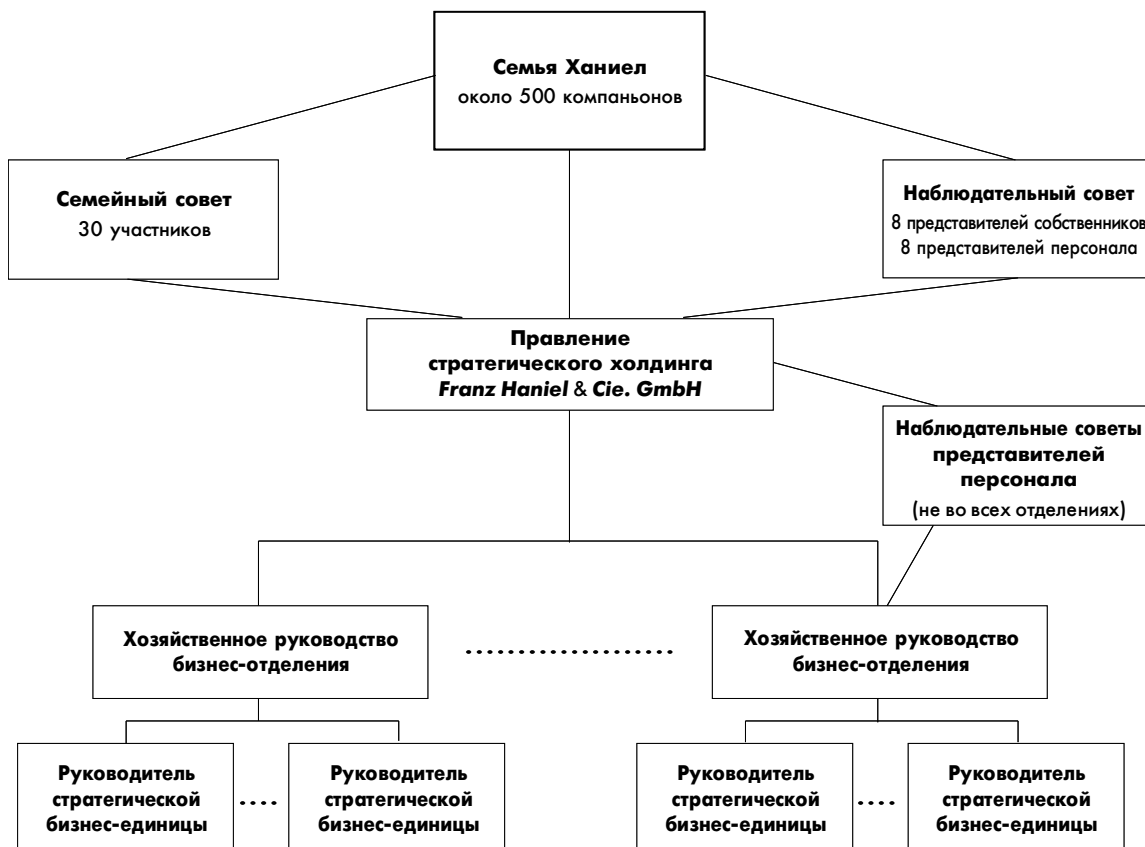 Семья Ханиел
около 500 компаньонов
Семейный совет
30 участников
Наблюдательный совет
8 представителей собственников
8 представителей персонала
Правление
стратегического холдинга
Franz Haniel & Cie. GmbH
Наблюдательные советы
представителей
персонала
(не во всех отделениях)
Хозяйственное руководство
бизнес-отделения
Хозяйственное руководство
бизнес-отделения
Руководитель
стратегической
бизнес-единицы
Руководитель
стратегической
бизнес-единицы
Руководитель
стратегической
бизнес-единицы
Руководитель
стратегической
бизнес-единицы